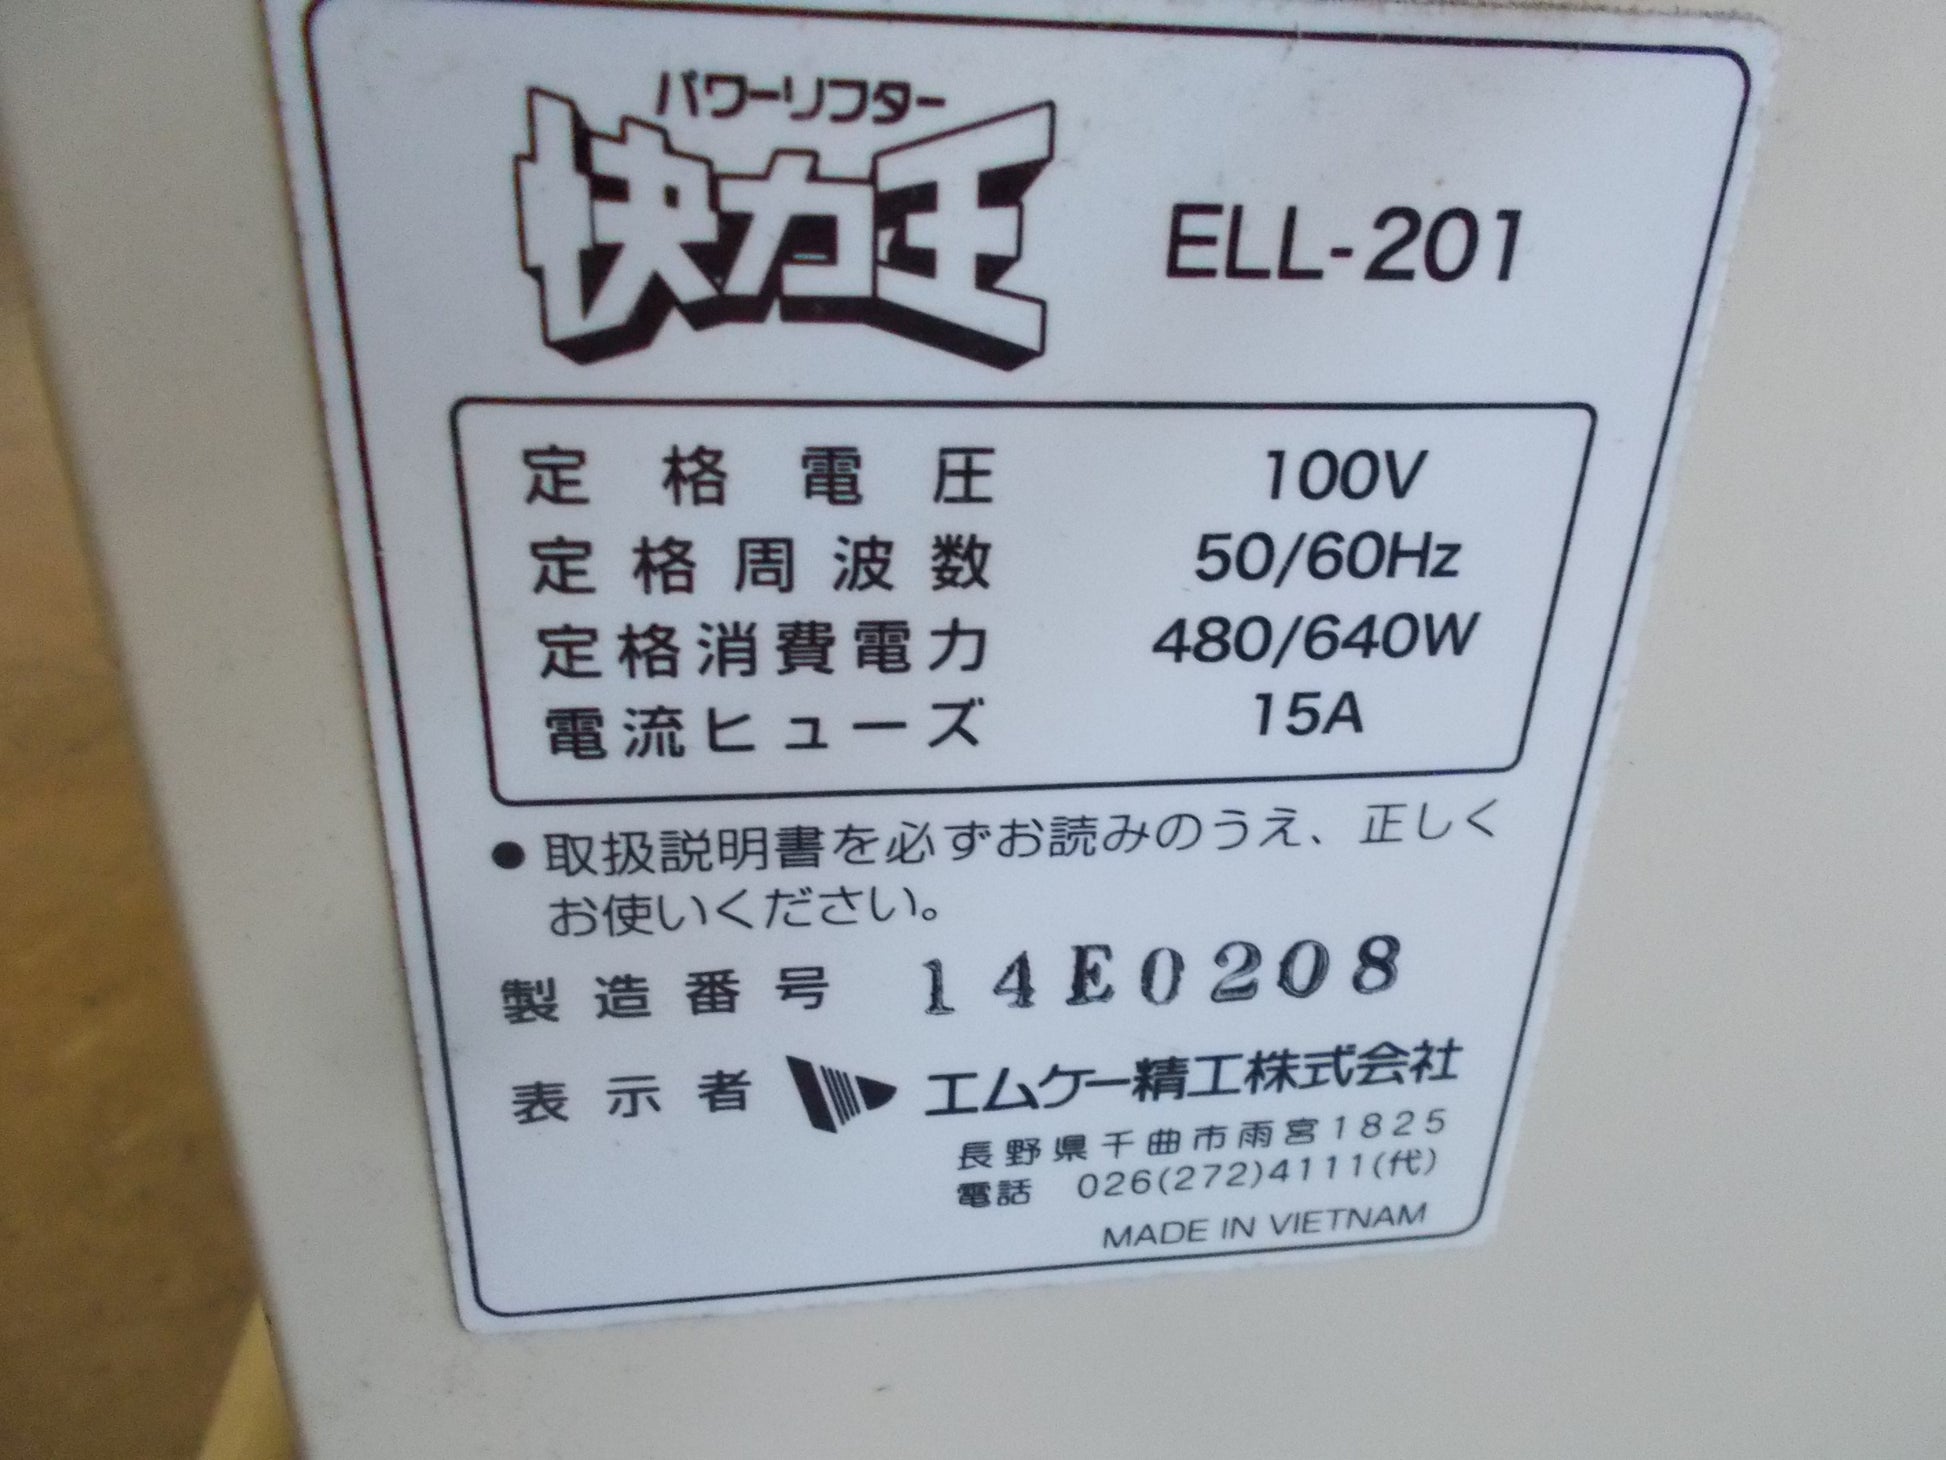 パワーリフター
快力王 ELL-201
定格電圧 100V
定格周波数 50/60Hz
定格消費電力 480/640W
電流ヒューズ 15A
●取扱説明書を必ずお読みのうえ、正しく
お使いください。
製造番号 14E0208
表示者 エムケー精工株式会社
長野県千曲市雨宮1825
電話 026(272)4111(代)
MADE IN VIETNAM